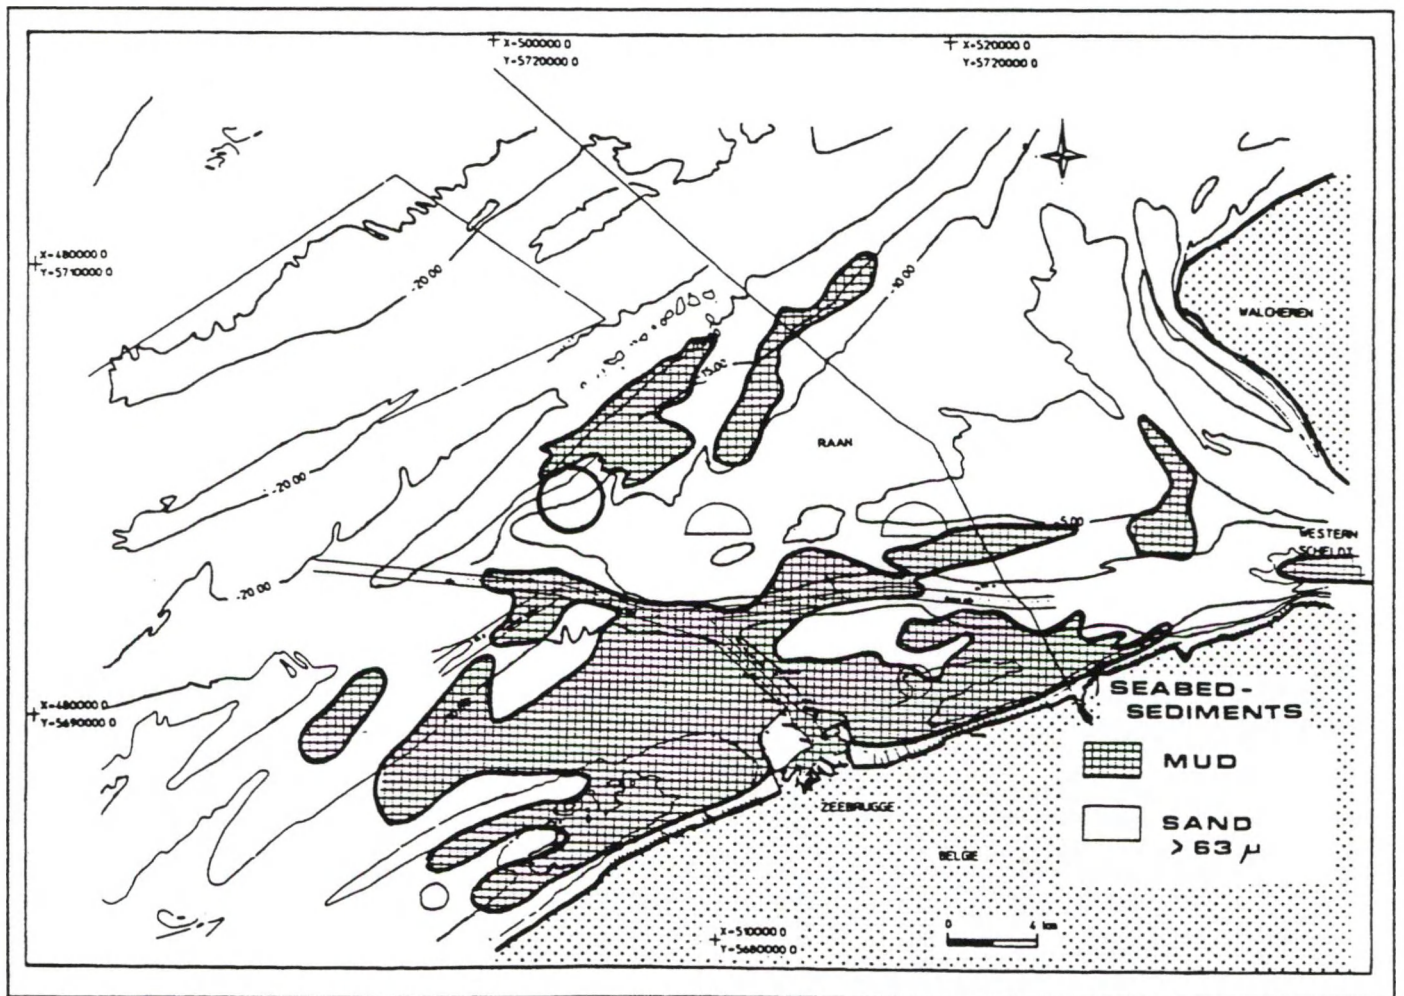 X=500000 0
Y=5720000 0
X=520000 0
Y=5720000 0
X=480000 0
Y=5710000 0
-20.00
-10.00
WALCHEREN
-15.00
RAAN
-20.00
-5.00
WESTERN
SCHELDT
-20.00
X=480000 0
Y=5690000 0
SEABED-
SEDIMENTS
MUD
ZEEBRUGGE
SAND
> 63 µ
BELGIE
0 4 km
X=510000 0
Y=5680000 0